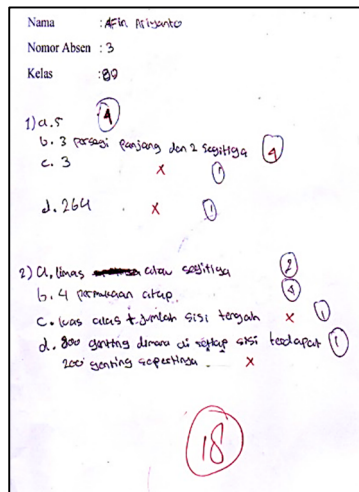 Nama : Afin Ariyanto
Nomor Absen : 3
Kelas : 89
1) a. 5 4
b. 3 persegi panjang dan 2 segitiga 4
c. 3 x 1
d. 264 x 1
2) a. limas atau segitiga 2
b. 4 permukaan atap. 4
c. luas alas + jumlah sisi tengah x 1
d. 800 genting dimana di setiap sisi terdapat 1
200 genting sepertinya. x
18